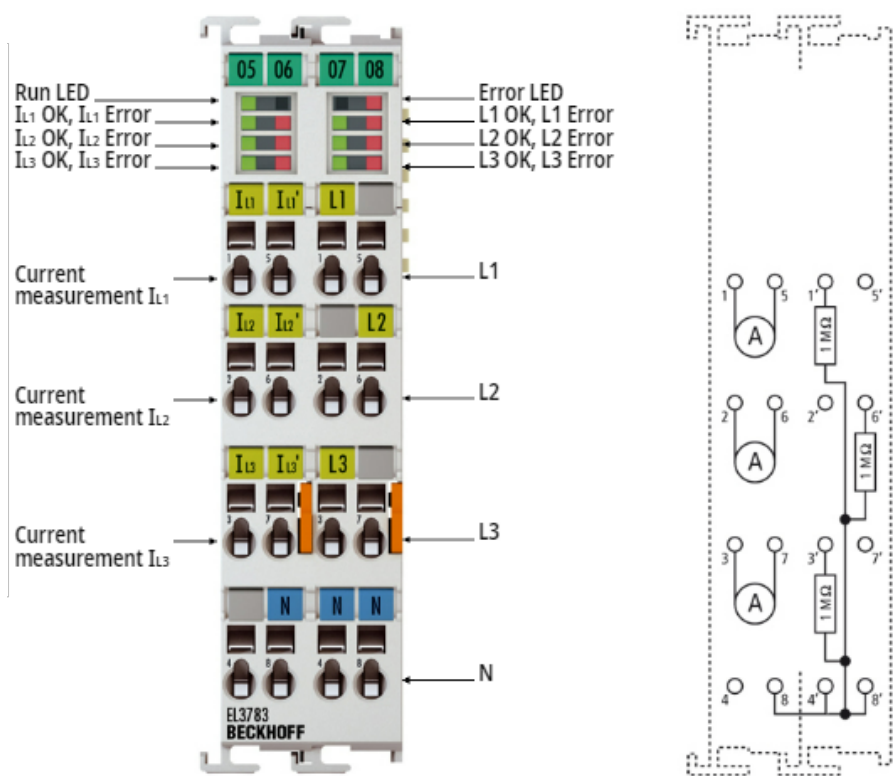 05 06 07 08
Run LED
Error LED
IL1 OK, IL1 Error
L1 OK, L1 Error
IL2 OK, IL2 Error
L2 OK, L2 Error
IL3 OK, IL3 Error
L3 OK, L3 Error
IL1 IL1' L1
1 5 1 5
Current
measurement IL1
L1
IL2 IL2' L2
2 6 2 6
Current
measurement IL2
L2
IL3 IL3' L3
3 7 3 7
Current
measurement IL3
L3
N N N
4 8 4 8
N
EL3783
BECKHOFF
1 5 1' 5'
A
1 MΩ
2 6 2' 6'
A
1 MΩ
3 7 3' 7'
A
1 MΩ
4 8 4' 8'